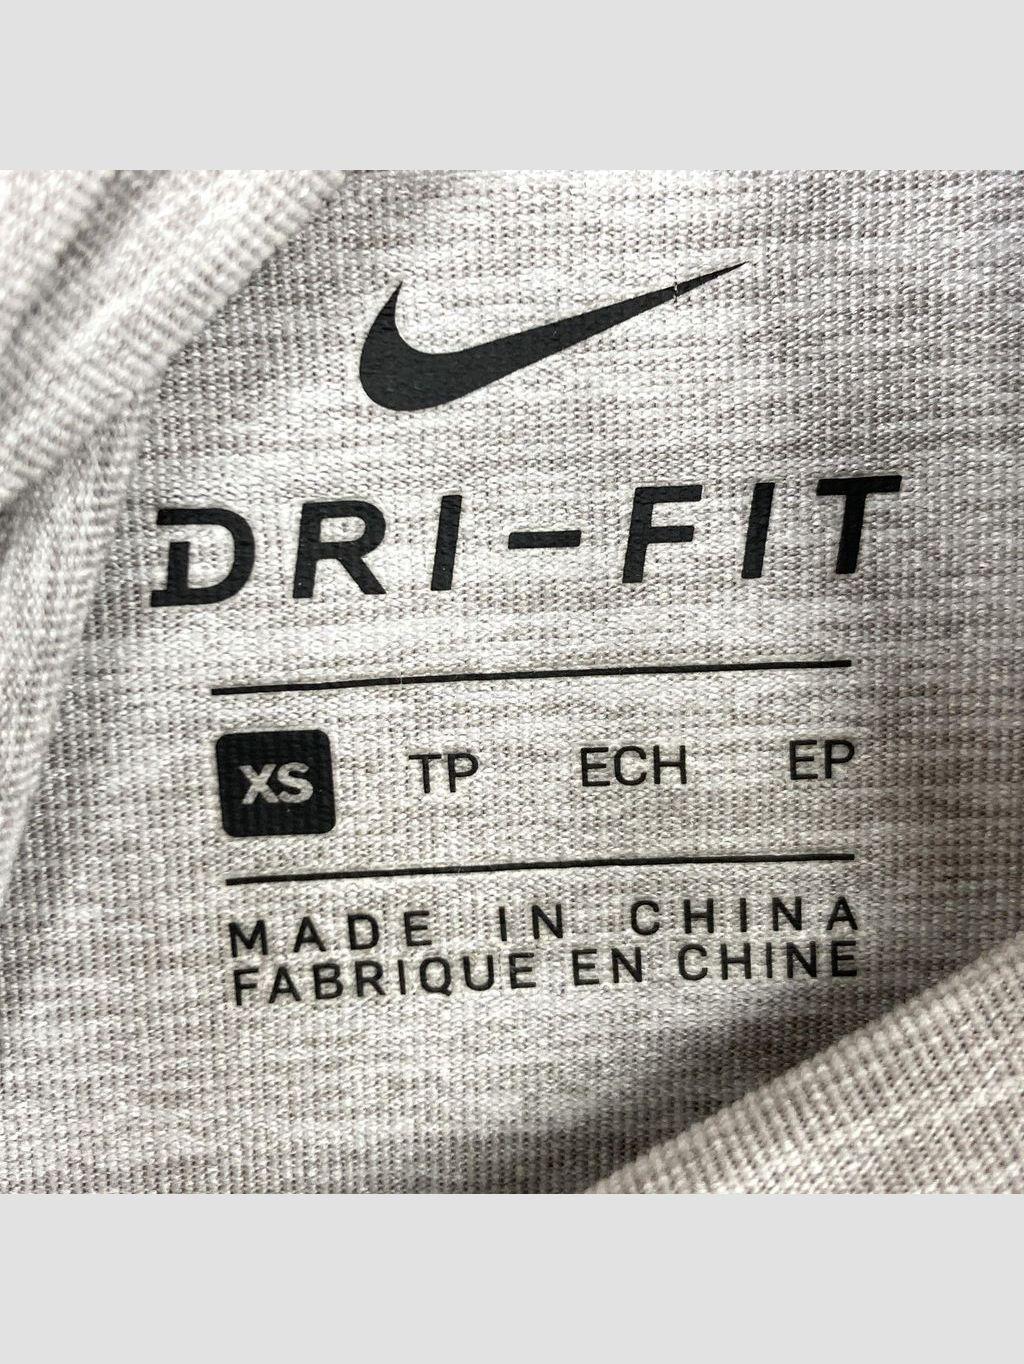 DRI-FIT
XS TP ECH EP
MADE IN CHINA
FABRIQUE EN CHINE